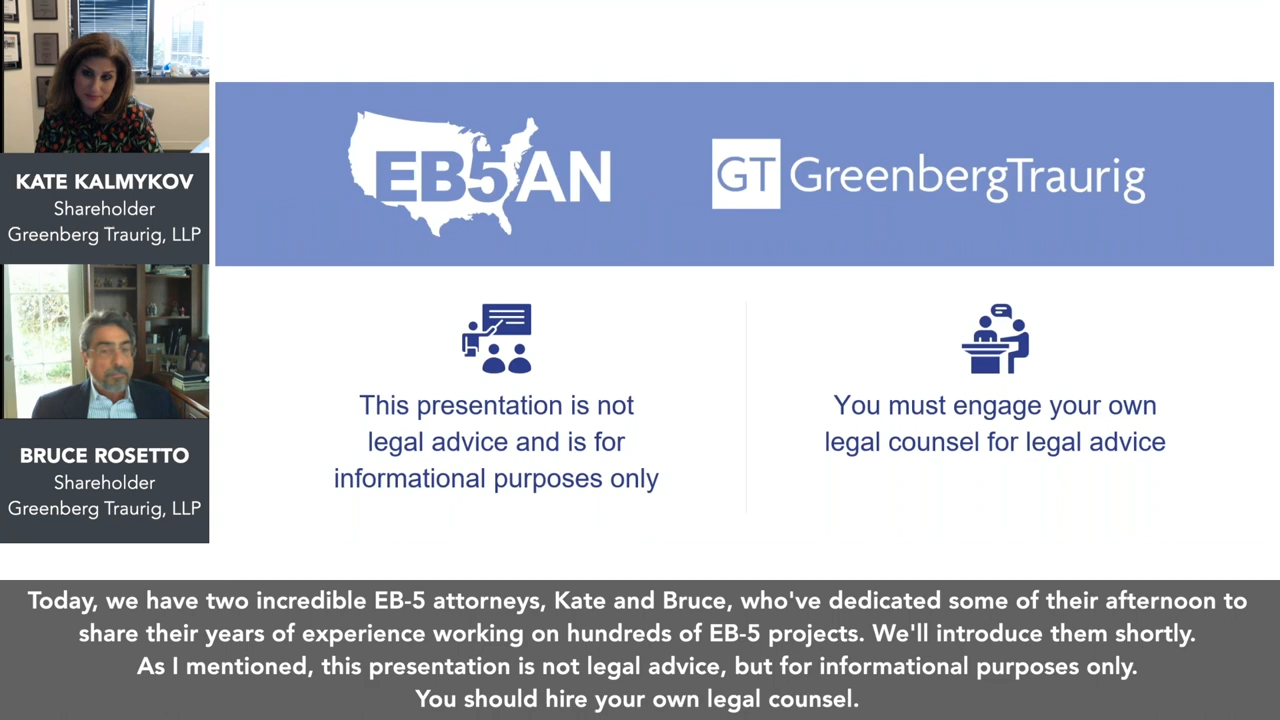 KATE KALMYKOV
Shareholder
Greenberg Traurig, LLP
BRUCE ROSETTO
Shareholder
Greenberg Traurig, LLP
EB5AN
GT GreenbergTraurig
This presentation is not
legal advice and is for
informational purposes only
You must engage your own
legal counsel for legal advice
Today, we have two incredible EB-5 attorneys, Kate and Bruce, who've dedicated some of their afternoon to
share their years of experience working on hundreds of EB-5 projects. We'll introduce them shortly.
As I mentioned, this presentation is not legal advice, but for informational purposes only.
You should hire your own legal counsel.